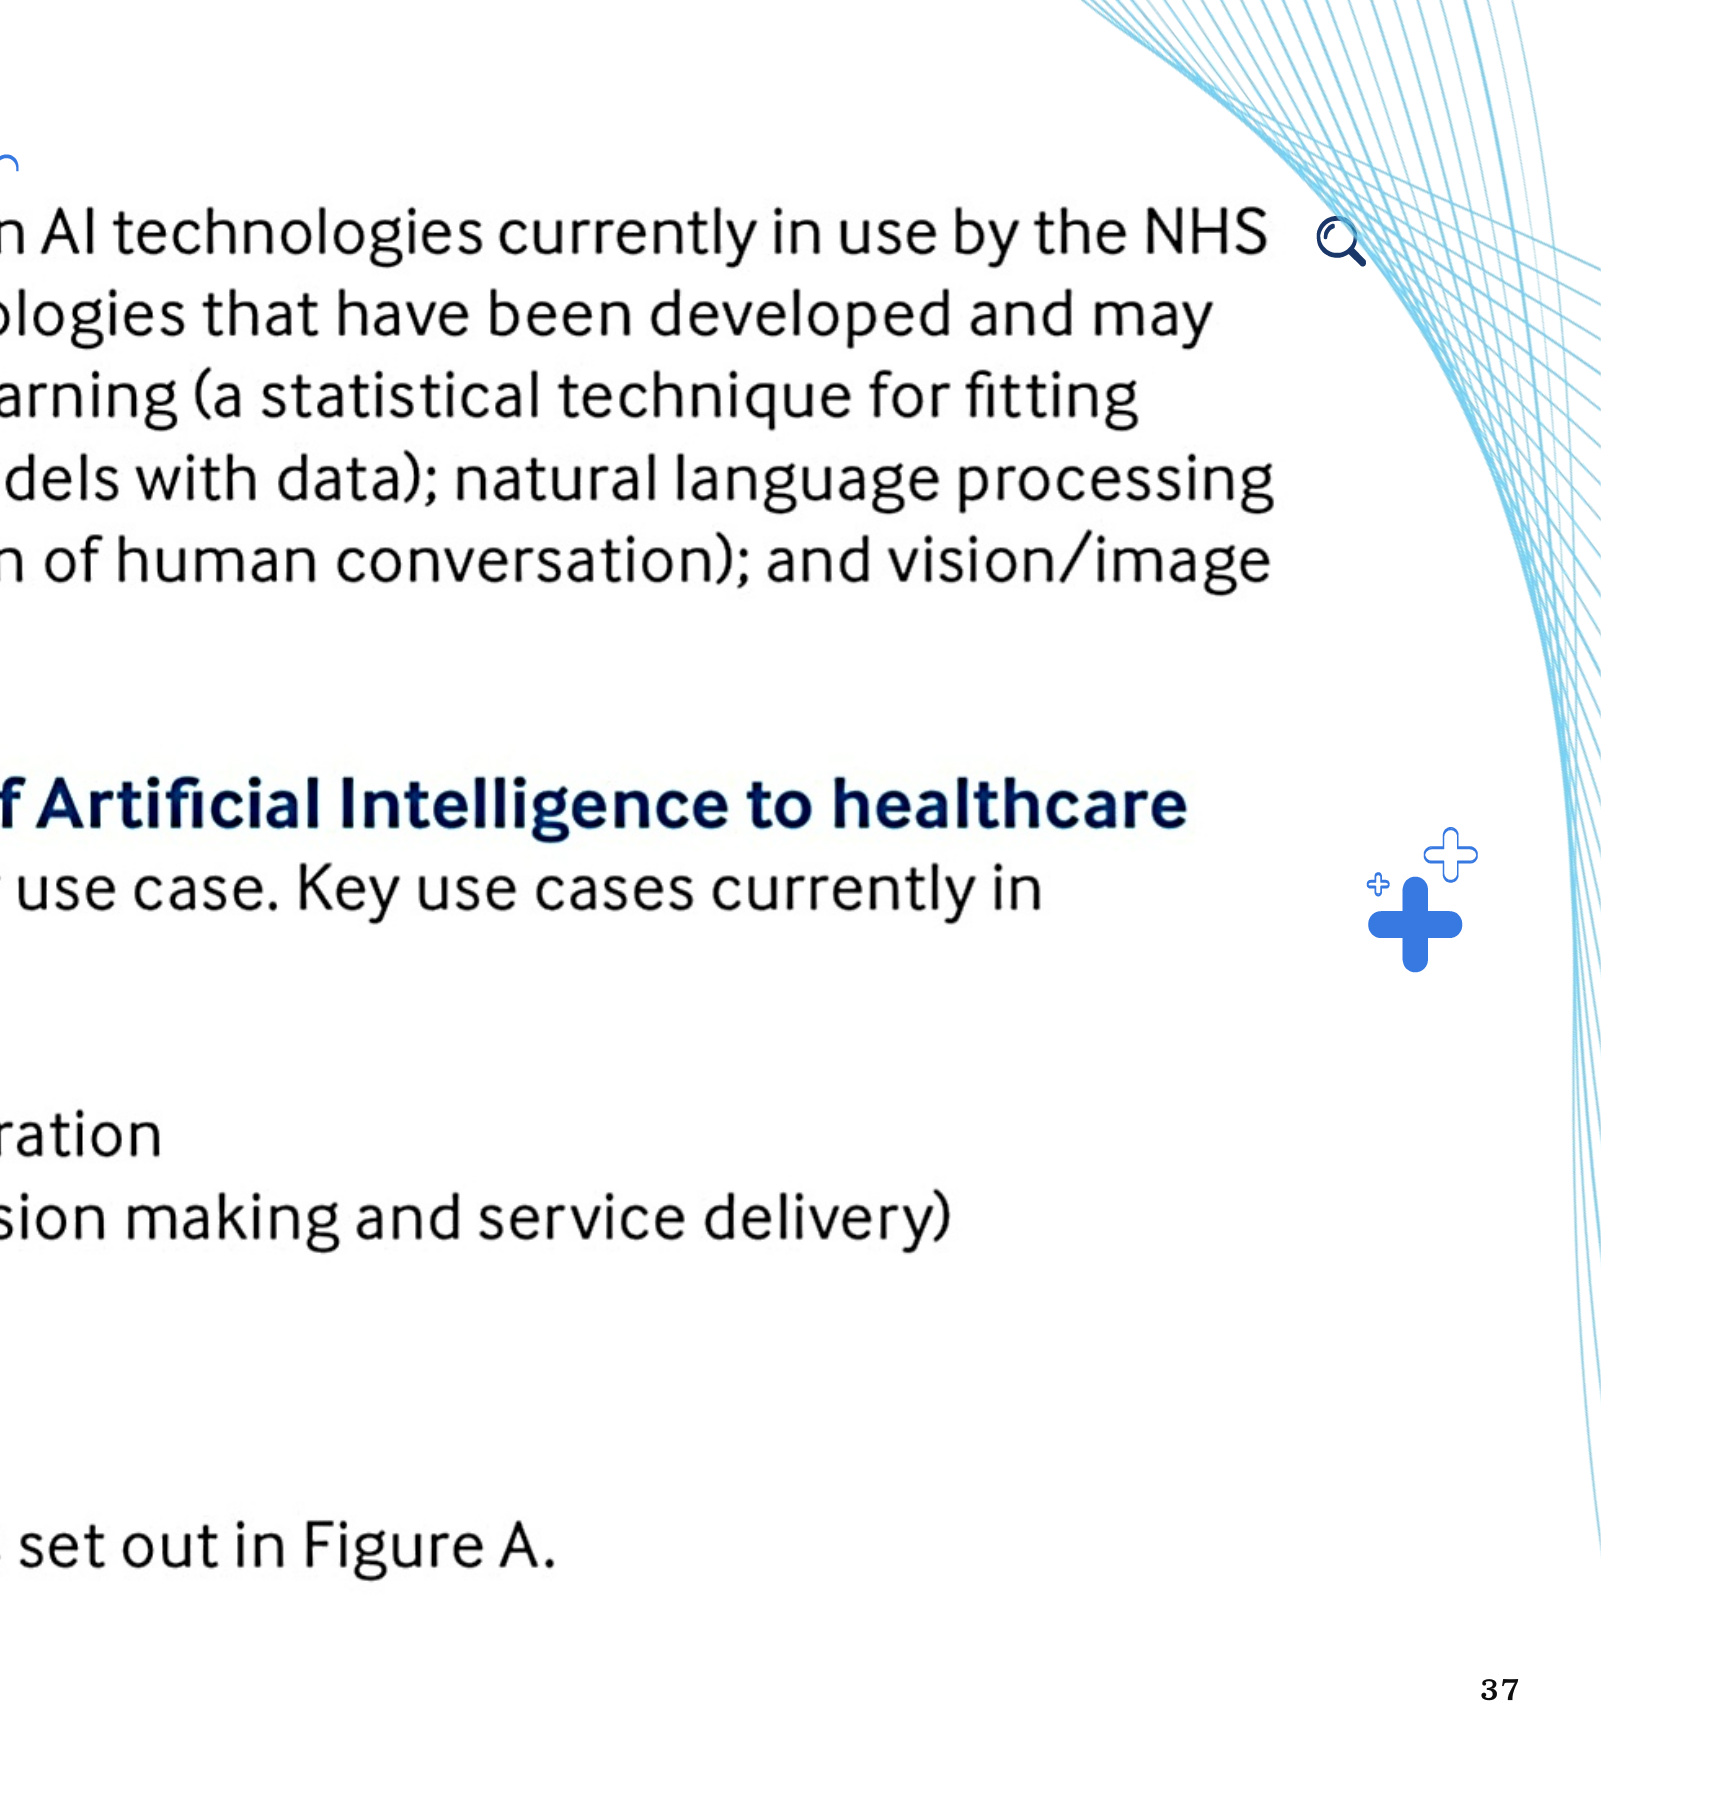 n AI technologies currently in use by the NHS
ologies that have been developed and may
arning (a statistical technique for fitting
dels with data); natural language processing
n of human conversation); and vision/image
f Artificial Intelligence to healthcare
use case. Key use cases currently in
ration
sion making and service delivery)
set out in Figure A.
37